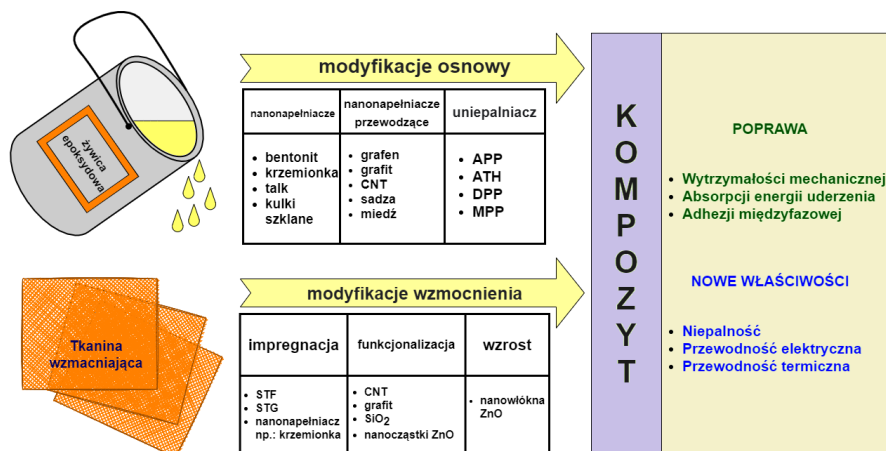 żywica
epoksydowa
modyfikacje osnowy
nanonapełniacze
nanonapełniacze
przewodzące
uniepalniacz
• bentonit
• krzemionka
• talk
• kulki
szklane
• grafen
• grafit
• CNT
• sadza
• miedź
• APP
• ATH
• DPP
• MPP
Tkanina
wzmacniająca
modyfikacje wzmocnienia
impregnacja
funkcjonalizacja
wzrost
• STF
• STG
• nanonapełniacz
np.: krzemionka
• CNT
• grafit
• SiO₂
• nanocząstki ZnO
• nanowłókna
ZnO
KOMPOZYT
POPRAWA
• Wytrzymałości mechanicznej
• Absorpcji energii uderzenia
• Adhezji międzyfazowej
NOWE WŁAŚCIWOŚCI
• Niepalność
• Przewodność elektryczna
• Przewodność termiczna